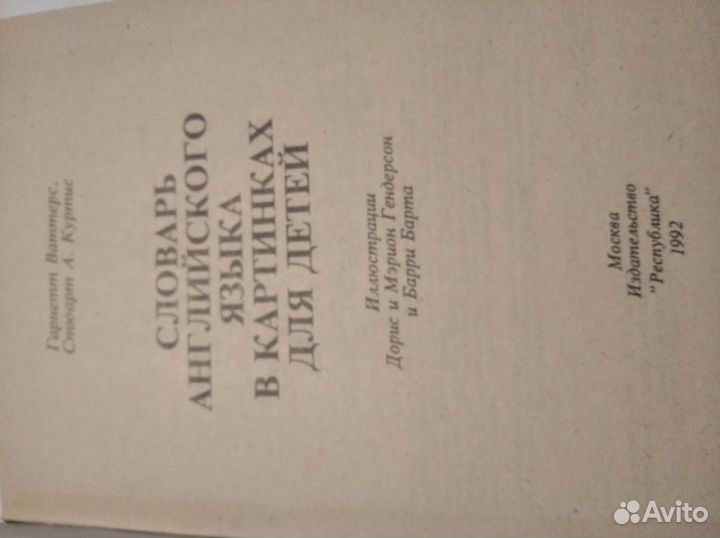 Гарнетт Ваттерс,
Стюарт А. Куртис
СЛОВАРЬ
АНГЛИЙСКОГО
ЯЗЫКА
В КАРТИНКАХ
ДЛЯ ДЕТЕЙ
Иллюстрации
Дорис и Мэрион Гендерсон
и Барри Барта
Москва
Издательство
"Республика"
1992
Avito